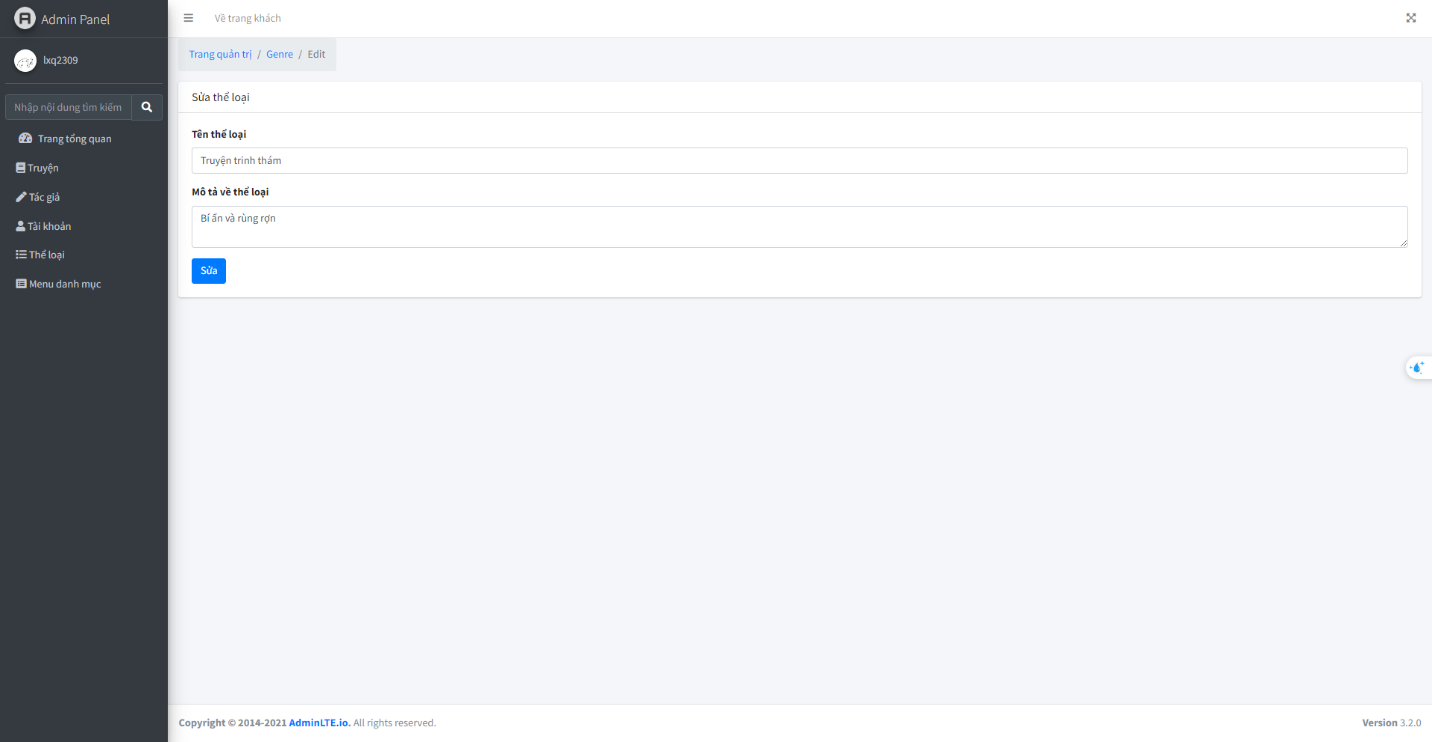 Admin Panel
lxq2309
Nhập nội dung tìm kiếm
Trang tổng quan
Truyện
Tác giả
Tài khoản
Thể loại
Menu danh mục
Về trang khách
Trang quản trị / Genre / Edit
Sửa thể loại
Tên thể loại
Truyện trinh thám
Mô tả về thể loại
Bí ẩn và rùng rợn
Sửa
Copyright © 2014-2021 AdminLTE.io. All rights reserved.
Version 3.2.0